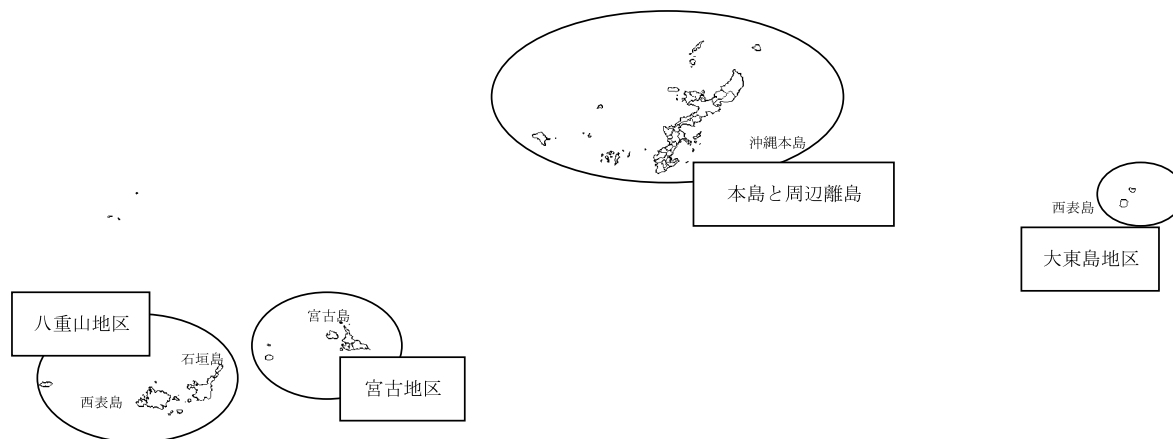 沖縄本島
本島と周辺離島
西表島
大東島地区
八重山地区
石垣島
西表島
宮古島
宮古地区